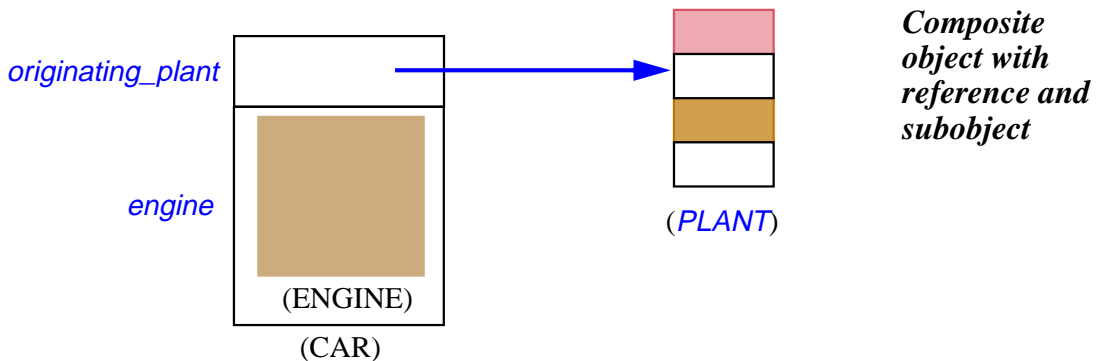 originating_plant
engine
(ENGINE)
(CAR)
(PLANT)
Composite
object with
reference and
subobject